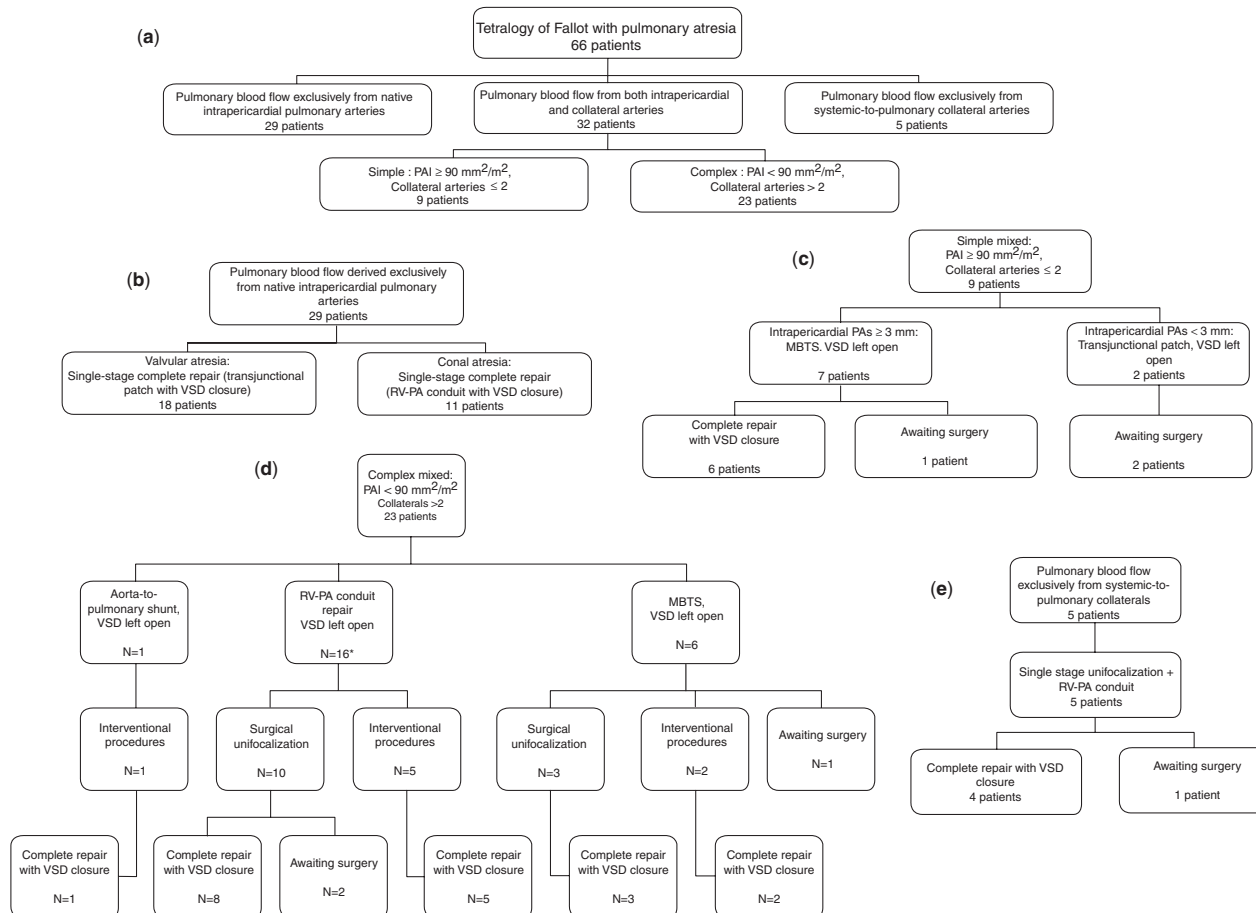 (a)
Tetralogy of Fallot with pulmonary atresia
66 patients
Pulmonary blood flow exclusively from native
intrapericardial pulmonary arteries
29 patients
Pulmonary blood flow from both intrapericardial
and collateral arteries
32 patients
Pulmonary blood flow exclusively from
systemic-to-pulmonary collateral arteries
5 patients
Simple : PAI ≥ 90 mm²/m²,
Collateral arteries ≤ 2
9 patients
Complex : PAI < 90 mm²/m²,
Collateral arteries > 2
23 patients
(b)
Pulmonary blood flow derived exclusively
from native intrapericardial pulmonary
arteries
29 patients
Valvular atresia:
Single-stage complete repair (transjunctional
patch with VSD closure)
18 patients
Conal atresia:
Single-stage complete repair
(RV-PA conduit with VSD closure)
11 patients
(c)
Simple mixed:
PAI ≥ 90 mm²/m²,
Collateral arteries ≤ 2
9 patients
Intrapericardial PAs ≥ 3 mm:
MBTS. VSD left open
7 patients
Intrapericardial PAs < 3 mm:
Transjunctional patch, VSD left
open
2 patients
Complete repair
with VSD closure
6 patients
Awaiting surgery
1 patient
Awaiting surgery
2 patients
(d)
Complex mixed:
PAI < 90 mm²/m²
Collaterals >2
23 patients
Aorta-to-
pulmonary shunt,
VSD left open
N=1
RV-PA conduit
repair
VSD left open
N=16*
MBTS,
VSD left open
N=6
Interventional
procedures
N=1
Surgical
unifocalization
N=10
Interventional
procedures
N=5
Surgical
unifocalization
N=3
Interventional
procedures
N=2
Awaiting surgery
N=1
Complete repair
with VSD closure
N=1
Complete repair
with VSD closure
N=8
Awaiting surgery
N=2
Complete repair
with VSD closure
N=5
Complete repair
with VSD closure
N=3
Complete repair
with VSD closure
N=2
(e)
Pulmonary blood flow
exclusively from systemic-to-
pulmonary collaterals
5 patients
Single stage unifocalization +
RV-PA conduit
5 patients
Complete repair with VSD
closure
4 patients
Awaiting surgery
1 patient